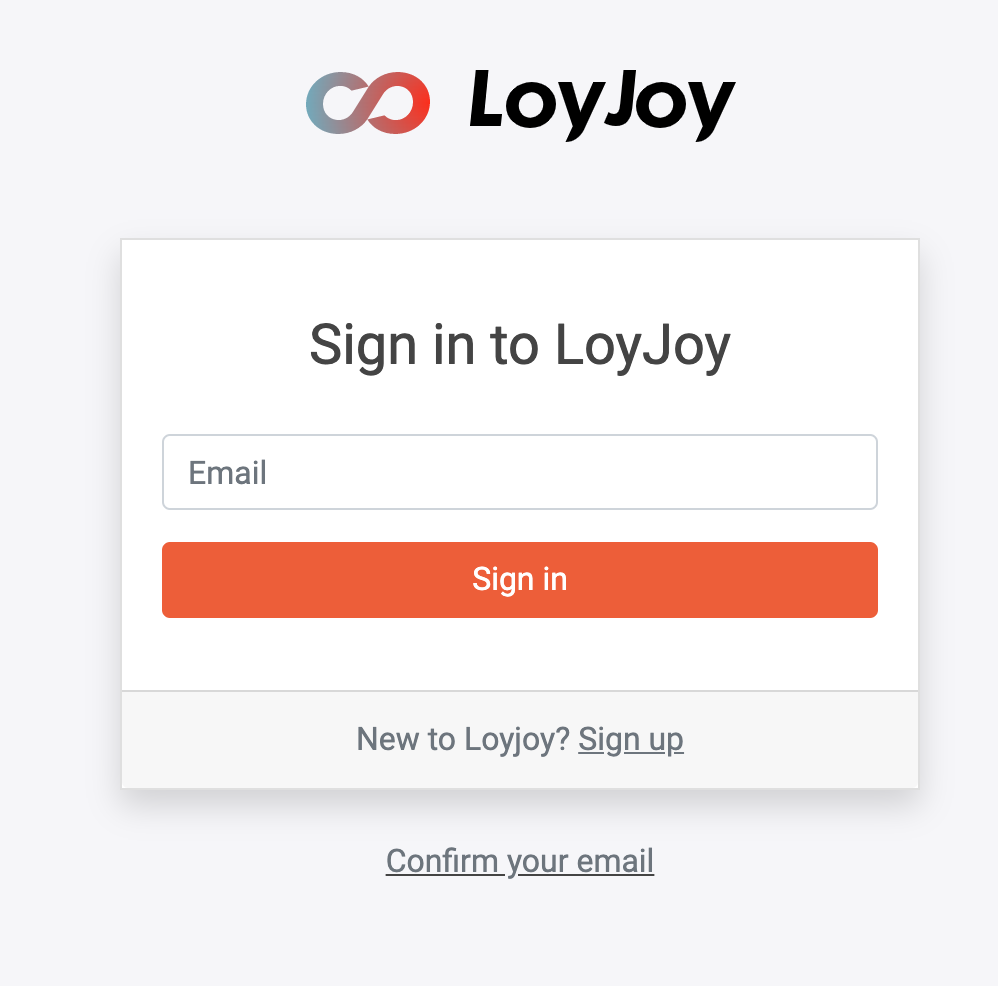 LoyJoy
Sign in to LoyJoy
Email
Sign in
New to Loyjoy? Sign up
Confirm your email